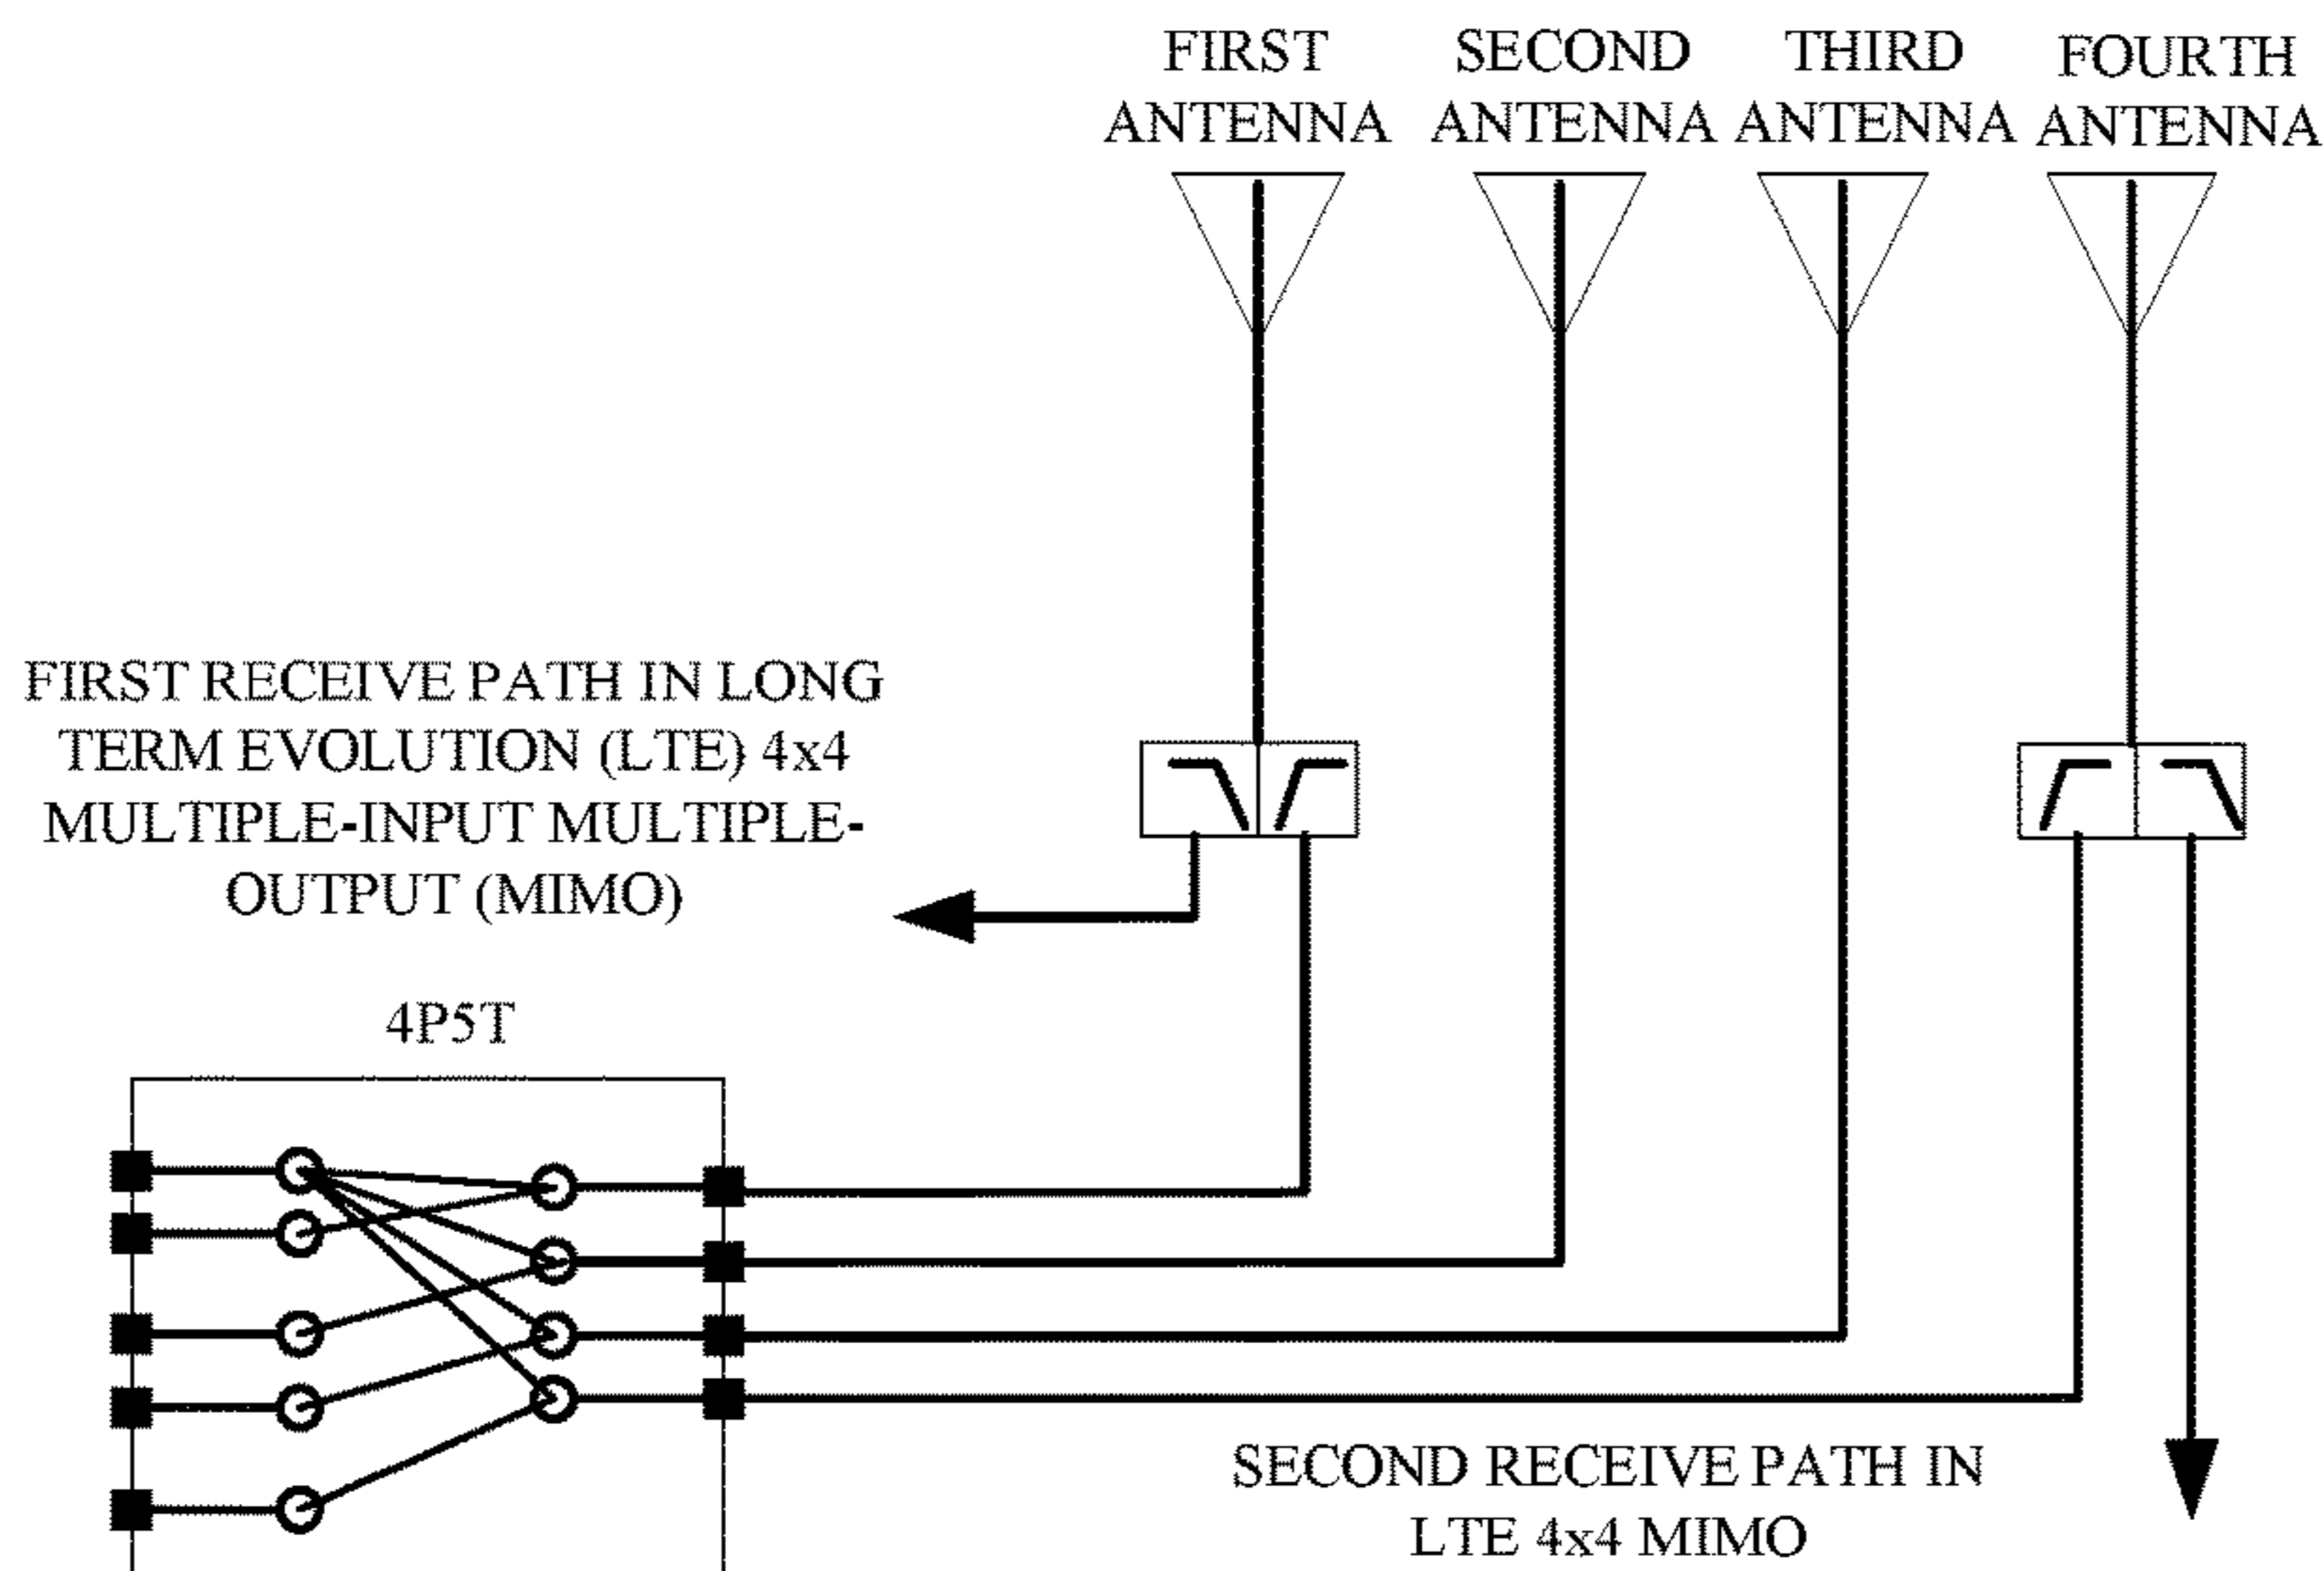 FIRST
ANTENNA
SECOND
ANTENNA
THIRD
ANTENNA
FOURTH
ANTENNA
FIRST RECEIVE PATH IN LONG
TERM EVOLUTION (LTE) 4x4
MULTIPLE-INPUT MULTIPLE-
OUTPUT (MIMO)
4P5T
SECOND RECEIVE PATH IN
LTE 4x4 MIMO